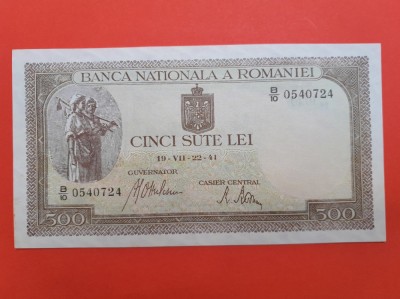 BANCA NATIONALA A ROMANIEI
B/10 0540724
CINCI SUTE LEI
19-VII-22-41
GUVERNATOR CASIER CENTRAL
B/10 0540724
500 500